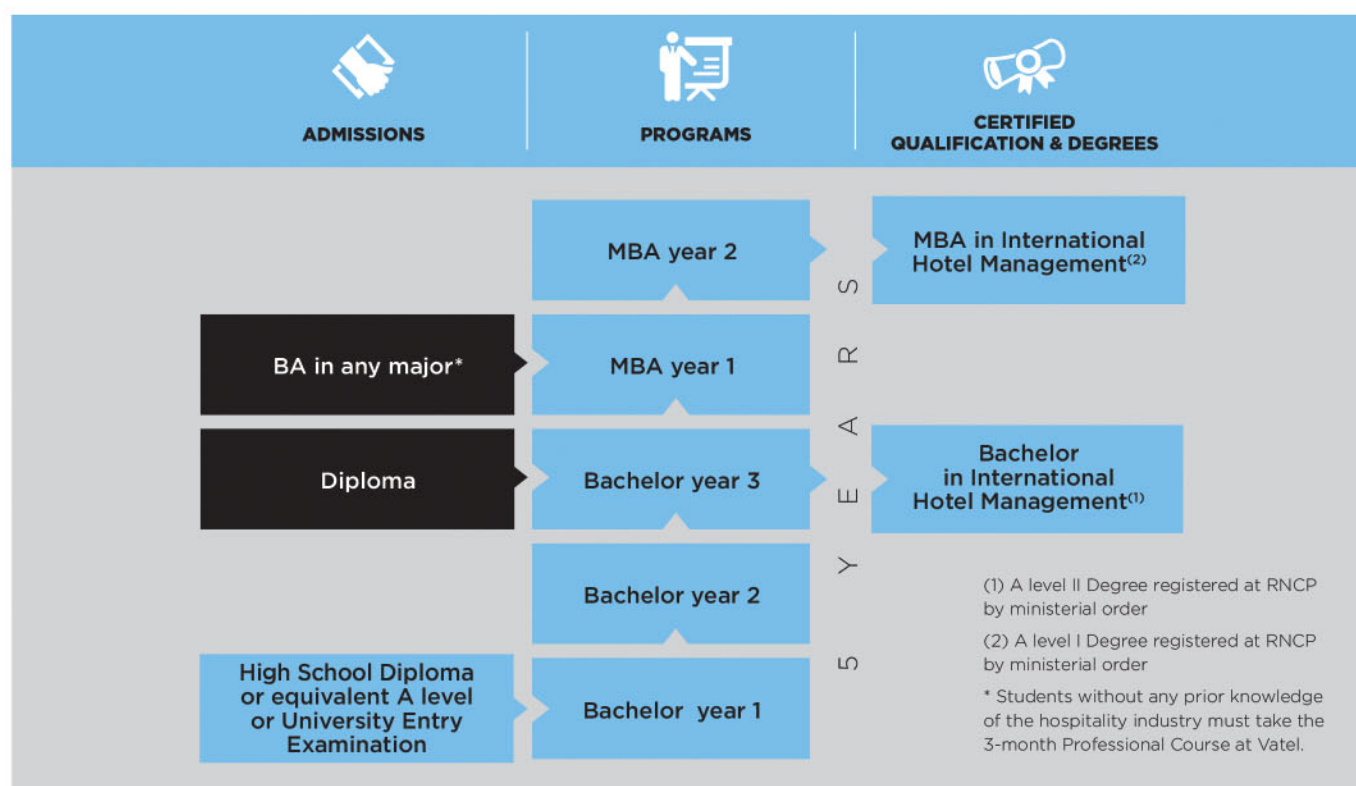 ADMISSIONS
PROGRAMS
CERTIFIED
QUALIFICATION & DEGREES
MBA year 2
MBA in International
Hotel Management(2)
BA in any major*
MBA year 1
Diploma
Bachelor year 3
Bachelor
in International
Hotel Management(1)
Bachelor year 2
High School Diploma
or equivalent A level
or University Entry
Examination
Bachelor year 1
5 YEARS
(1) A level II Degree registered at RNCP
by ministerial order
(2) A level I Degree registered at RNCP
by ministerial order
* Students without any prior knowledge
of the hospitality industry must take the
3-month Professional Course at Vatel.